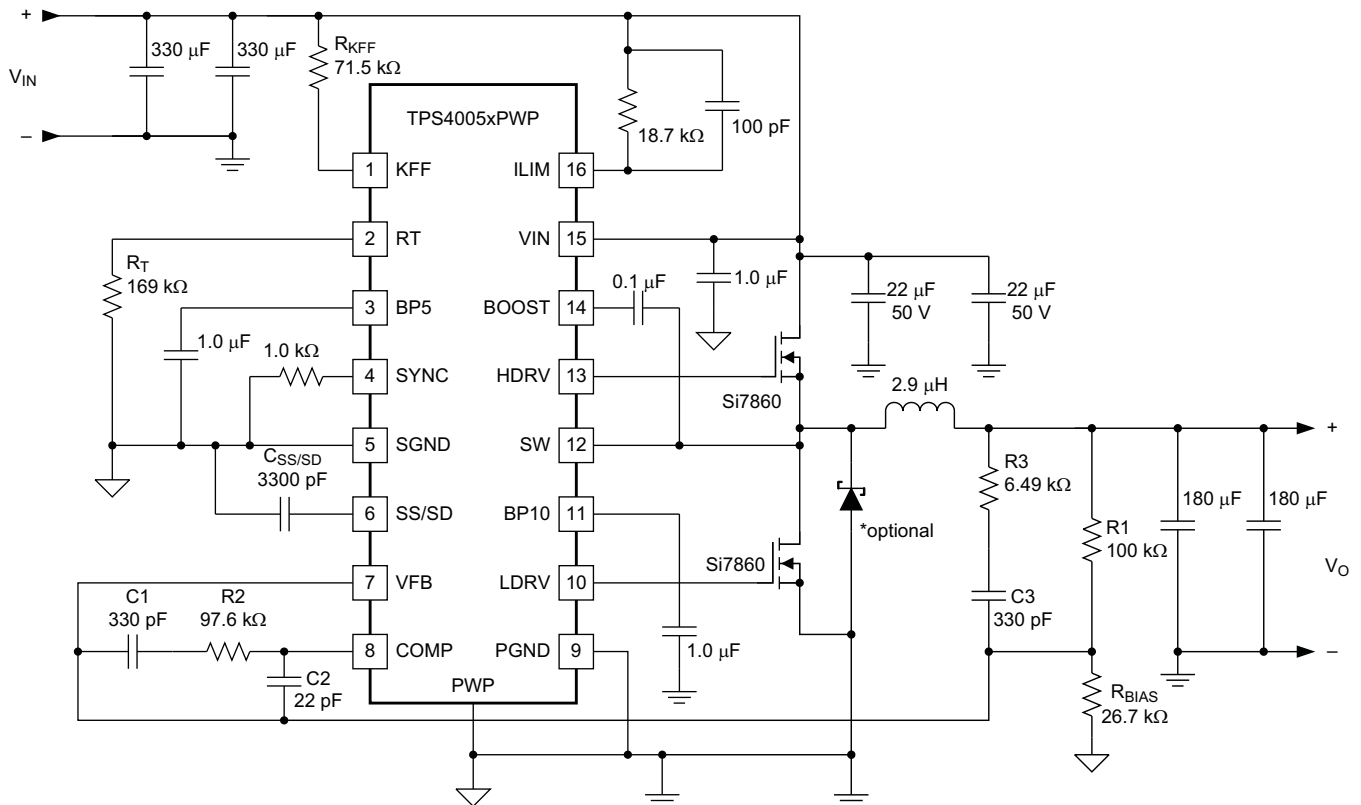 +
330 µF
330 µF
V_IN
–
R_KFF
71.5 kΩ
TPS4005xPWP
18.7 kΩ
100 pF
1
KFF
ILIM
16
2
RT
VIN
15
R_T
169 kΩ
1.0 µF
22 µF
50 V
22 µF
50 V
3
BP5
BOOST
14
0.1 µF
1.0 µF
1.0 kΩ
4
SYNC
HDRV
13
Si7860
2.9 µH
5
SGND
SW
12
+
C_SS/SD
3300 pF
R3
6.49 kΩ
180 µF
180 µF
6
SS/SD
BP10
11
*optional
R1
100 kΩ
Si7860
V_O
7
VFB
LDRV
10
C1
330 pF
R2
97.6 kΩ
C3
330 pF
8
COMP
PGND
9
1.0 µF
–
C2
22 pF
PWP
R_BIAS
26.7 kΩ